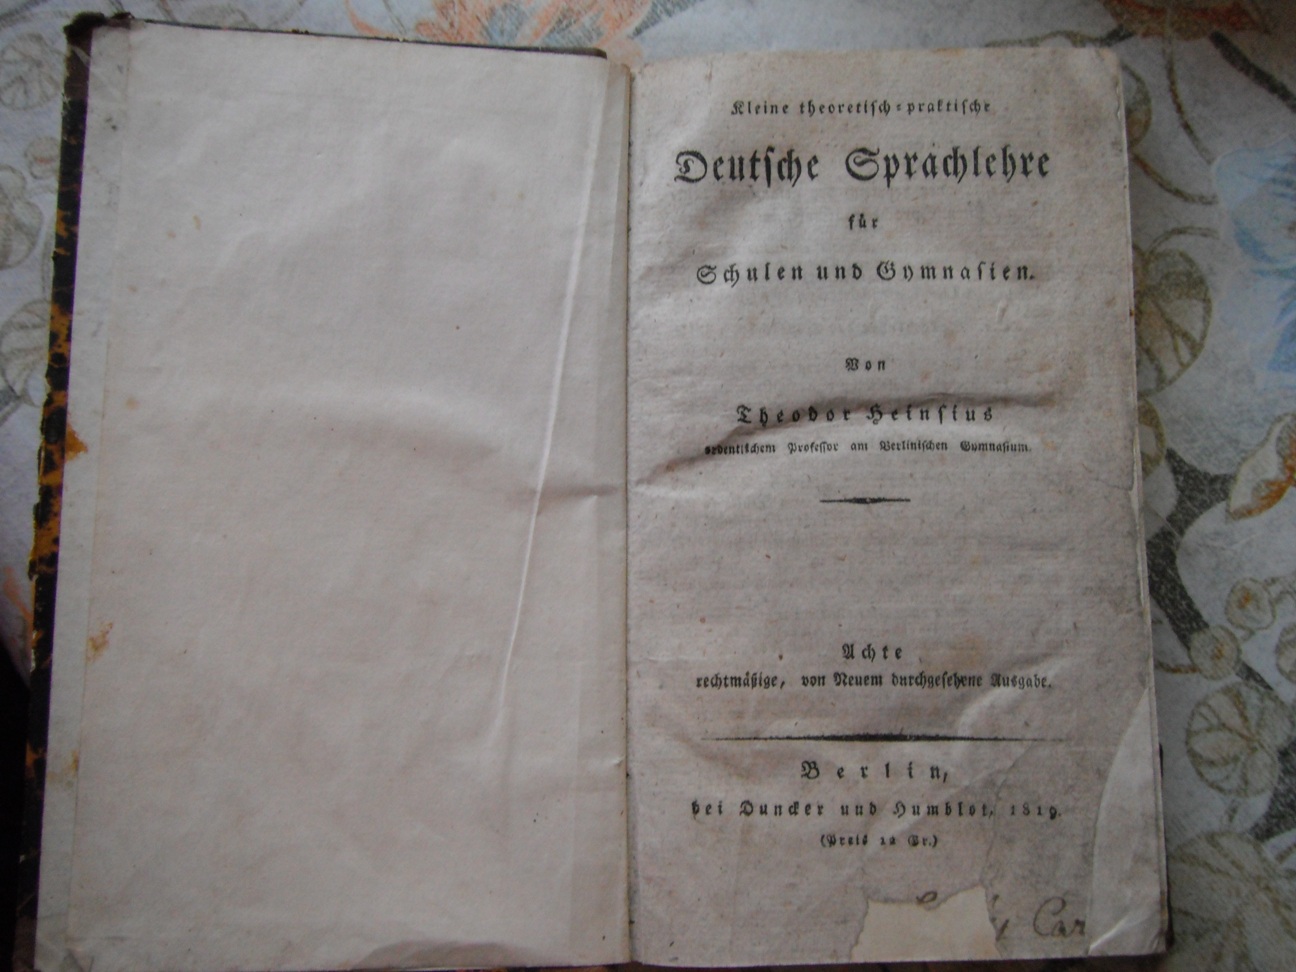 Kleine theoretisch-praktische
Deutsche Sprachlehre
für
Schulen und Gymnasien.
Von
Theodor Heinsius
ordentlichem Professor am Berlinischen Gymnasium.
Achte
rechtmäßige, von Neuem durchgesehene Ausgabe.
Berlin,
bei Duncker und Humblot, 1819.
(Preis 12 Gr.)
Car